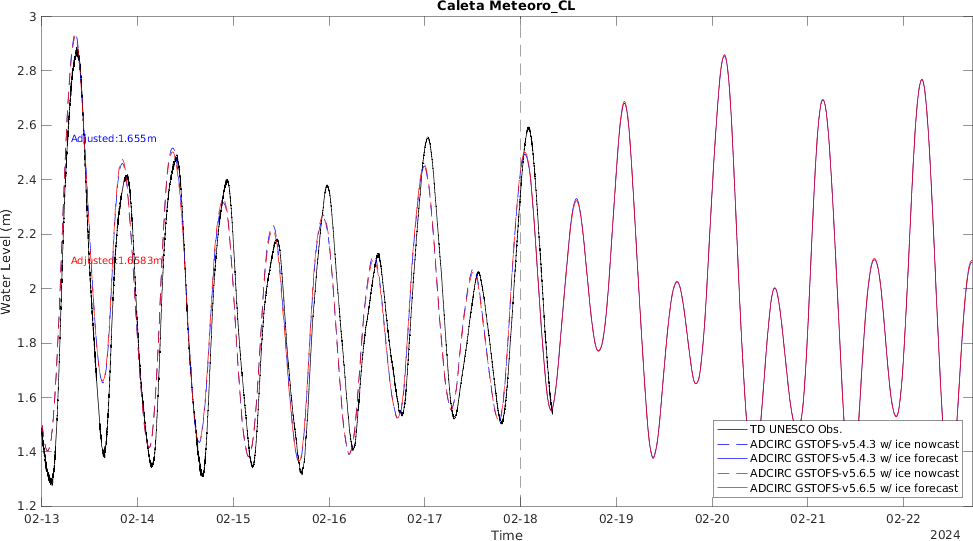 Caleta Meteoro_CL
3
2.8
2.6
2.4
2.2
2
1.8
1.6
1.4
1.2
Water Level (m)
Adjusted:1.655m
Adjusted:1.6583m
TD UNESCO Obs.
ADCIRC GSTOFS-v5.4.3 w/ ice nowcast
ADCIRC GSTOFS-v5.4.3 w/ ice forecast
ADCIRC GSTOFS-v5.6.5 w/ ice nowcast
ADCIRC GSTOFS-v5.6.5 w/ ice forecast
02-13 02-14 02-15 02-16 02-17 02-18 02-19 02-20 02-21 02-22
Time
2024